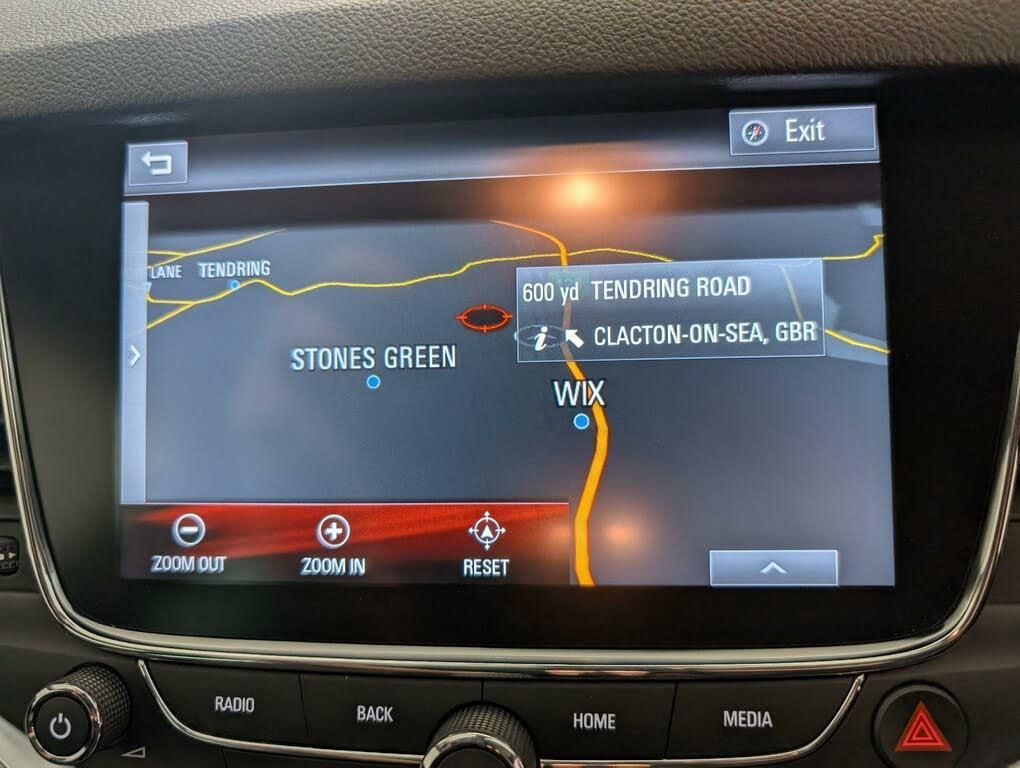 Exit
LANE
TENDRING
600 yd TENDRING ROAD
i CLACTON-ON-SEA, GBR
STONES GREEN
WIX
ZOOM OUT
ZOOM IN
RESET
RADIO
BACK
HOME
MEDIA